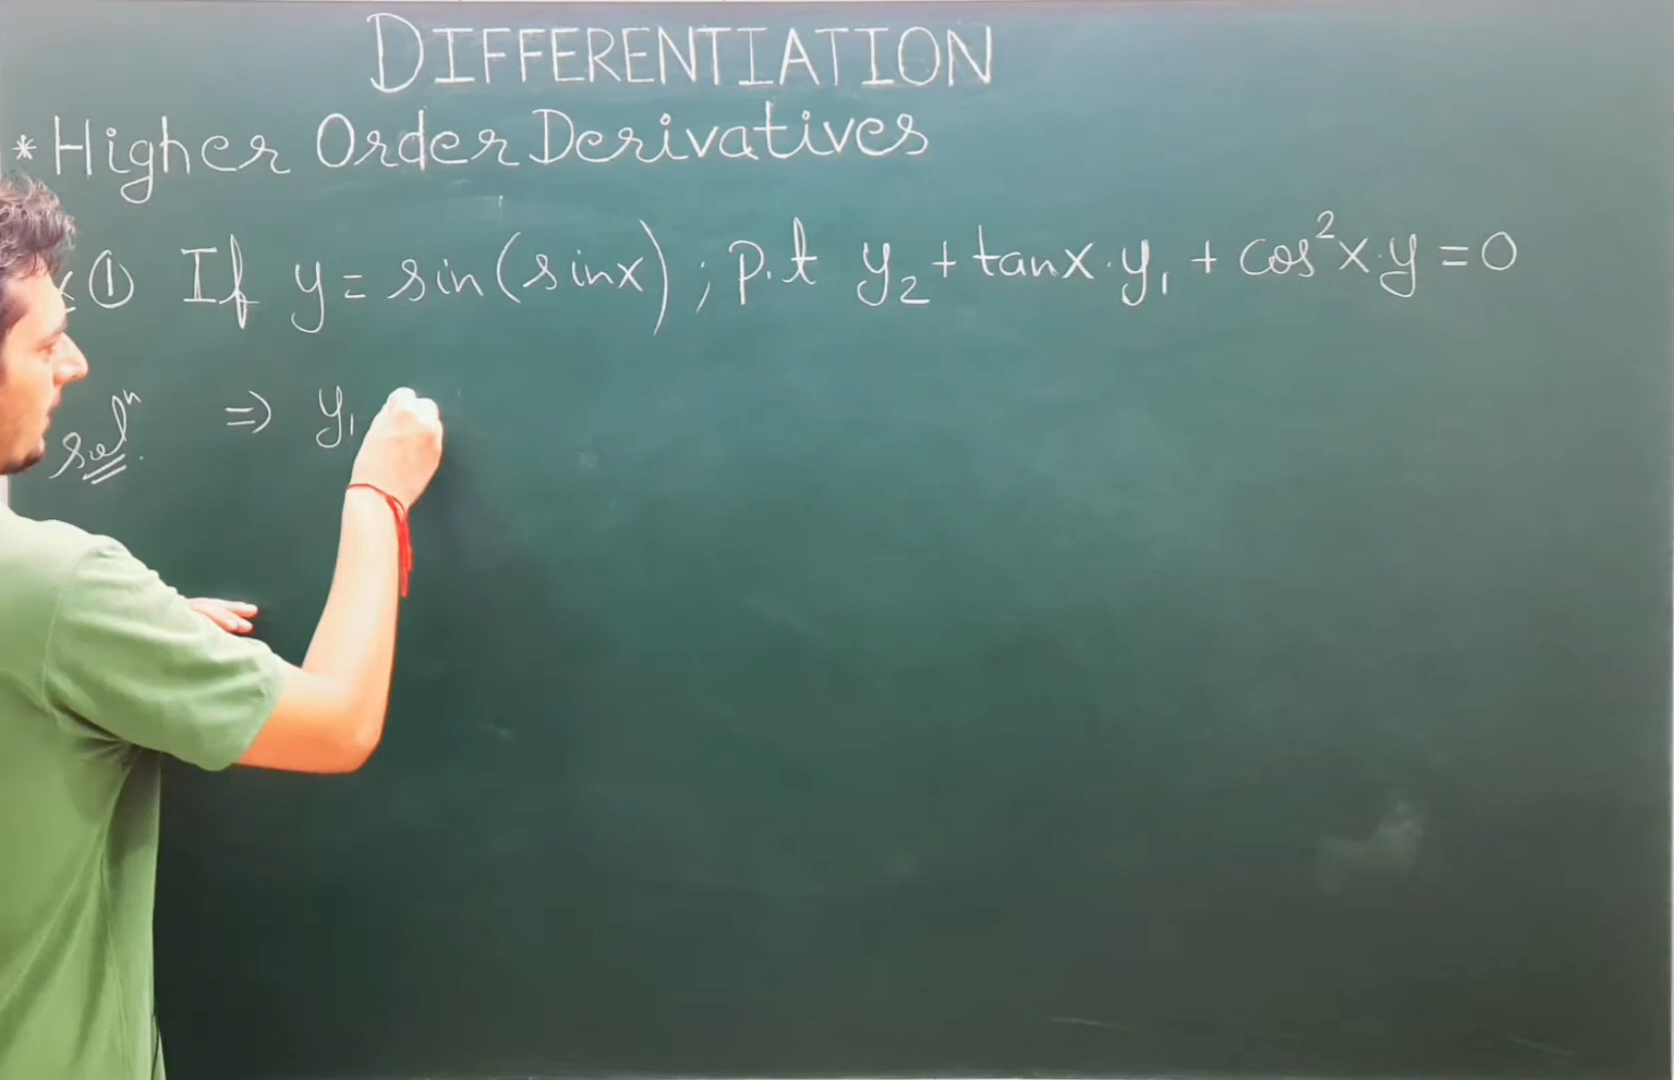 DIFFERENTIATION
* Higher Order Derivatives
① If y = sin(sinx) ; p.t y₂ + tanx·y₁ + cos²x·y = 0
solⁿ. ⇒ y₁